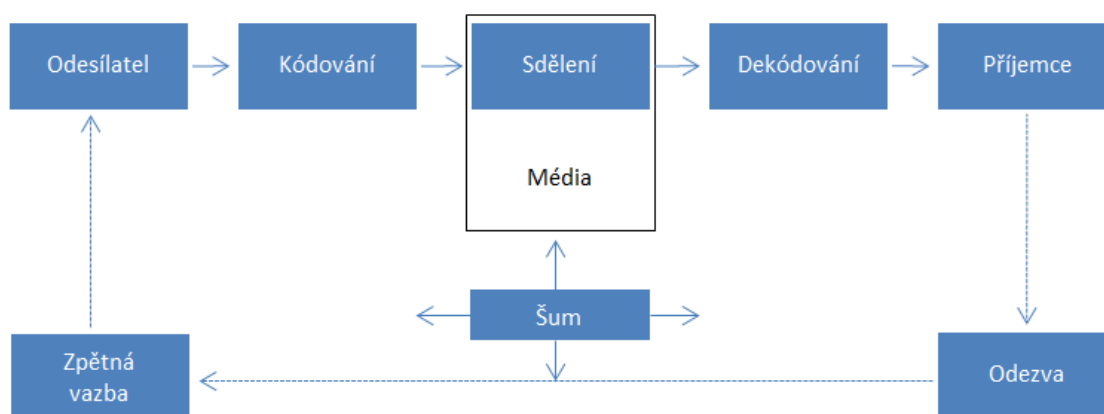 Odesílatel
Kódování
Sdělení
Dekódování
Příjemce
Média
Šum
Zpětná
vazba
Odezva